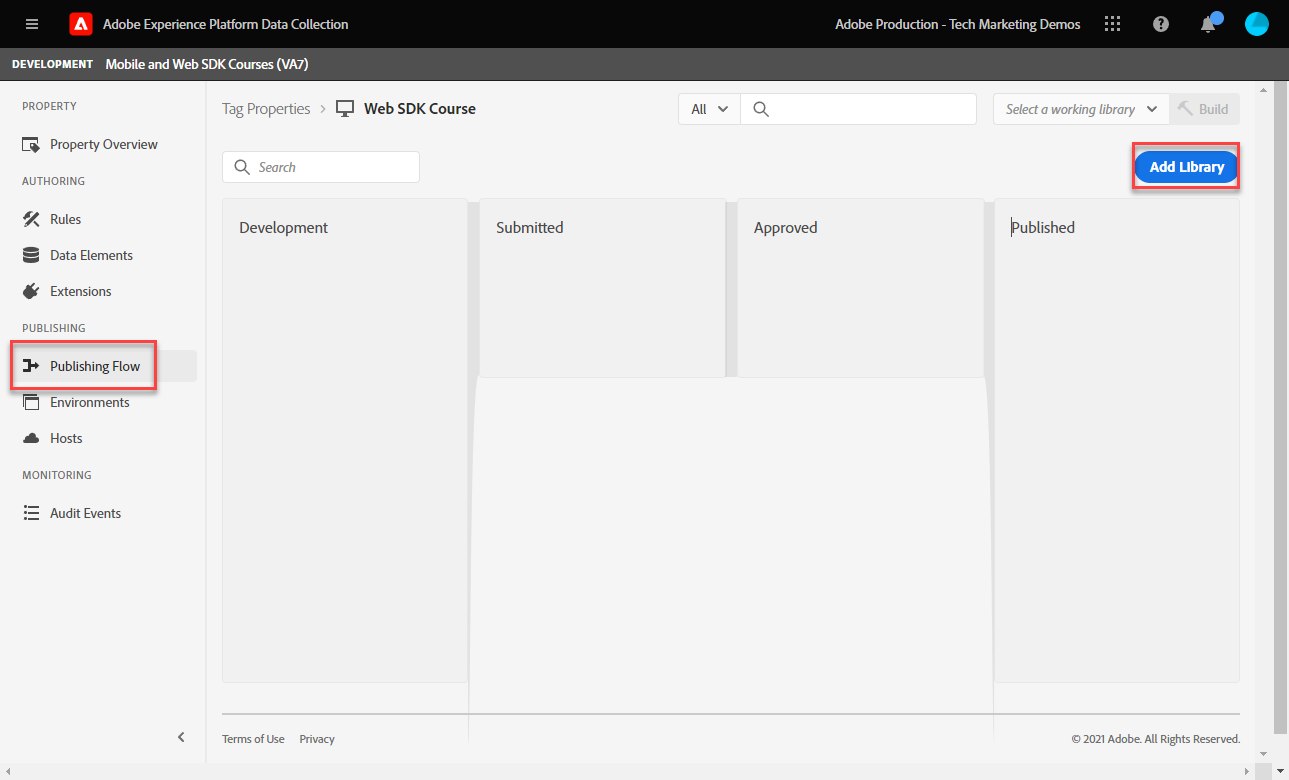 Adobe Experience Platform Data Collection
Adobe Production - Tech Marketing Demos
DEVELOPMENT Mobile and Web SDK Courses (VA7)
PROPERTY
Property Overview
AUTHORING
Rules
Data Elements
Extensions
PUBLISHING
Publishing Flow
Environments
Hosts
MONITORING
Audit Events
Tag Properties > Web SDK Course
All
Select a working library
Build
Search
Add Library
Development
Submitted
Approved
Published
Terms of Use Privacy
© 2021 Adobe. All Rights Reserved.